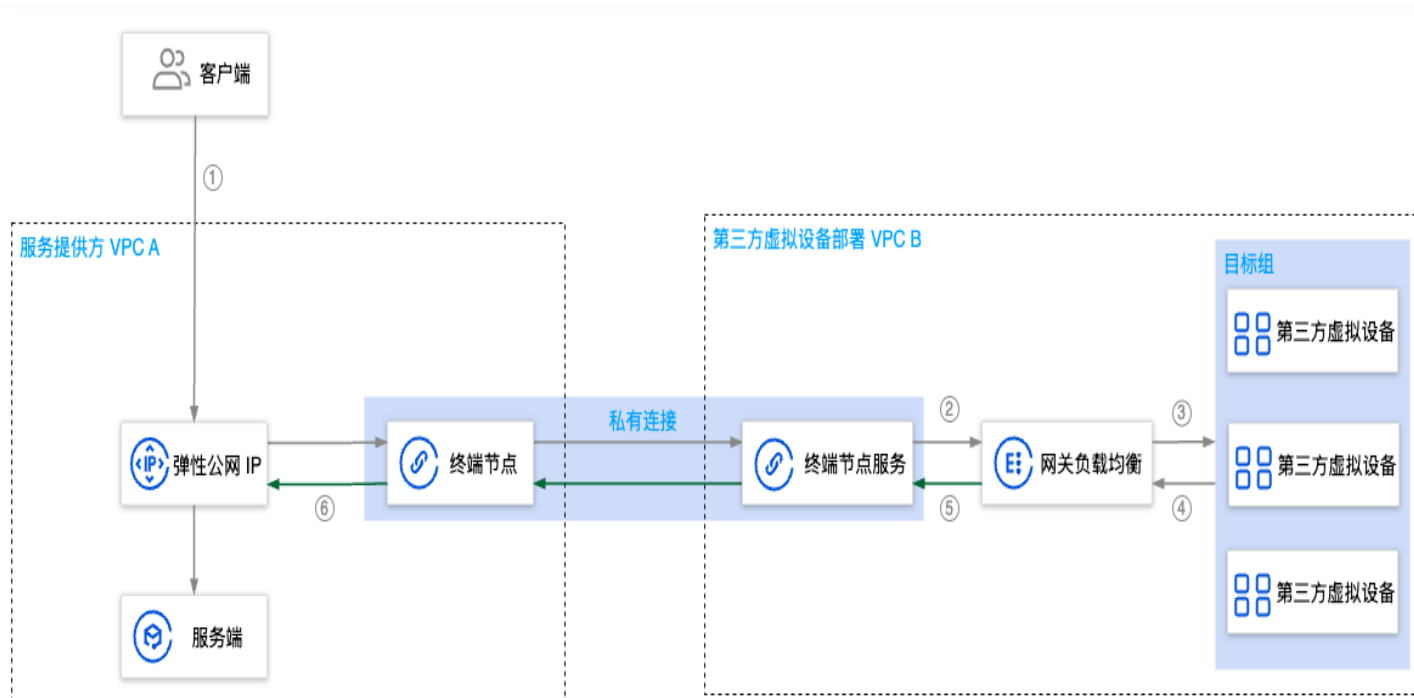 客户端
①
服务提供方 VPC A
第三方虚拟设备部署 VPC B
目标组
第三方虚拟设备
私有连接
②
③
<IP>
弹性公网 IP
终端节点
终端节点服务
E
网关负载均衡
第三方虚拟设备
⑥
⑤
④
第三方虚拟设备
服务端